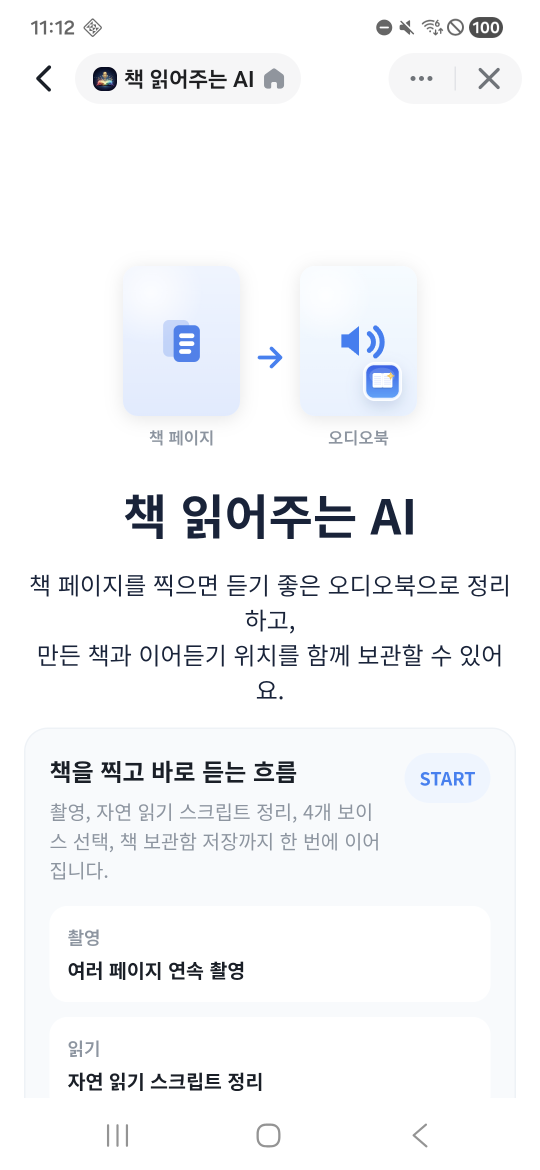 11:12
100
책 읽어주는 AI
책 페이지
오디오북
책 읽어주는 AI
책 페이지를 찍으면 듣기 좋은 오디오북으로 정리
하고,
만든 책과 이어듣기 위치를 함께 보관할 수 있어
요.
책을 찍고 바로 듣는 흐름
START
촬영, 자연 읽기 스크립트 정리, 4개 보이
스 선택, 책 보관함 저장까지 한 번에 이어
집니다.
촬영
여러 페이지 연속 촬영
읽기
자연 읽기 스크립트 정리